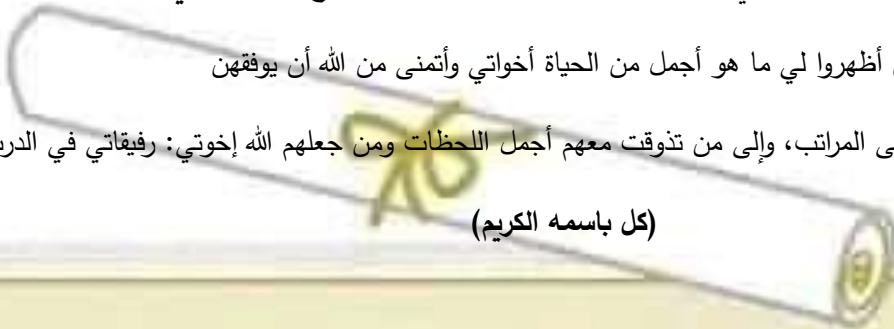 أظهروا لي ما هو أجمل من الحياة أخواتي وأتمنى من الله أن يوفقهن
المراتب، وإلى من تذوقت معهم أجمل اللحظات ومن جعلهم الله إخوتي: رفيقاتي في
(كل باسمه الكريم)